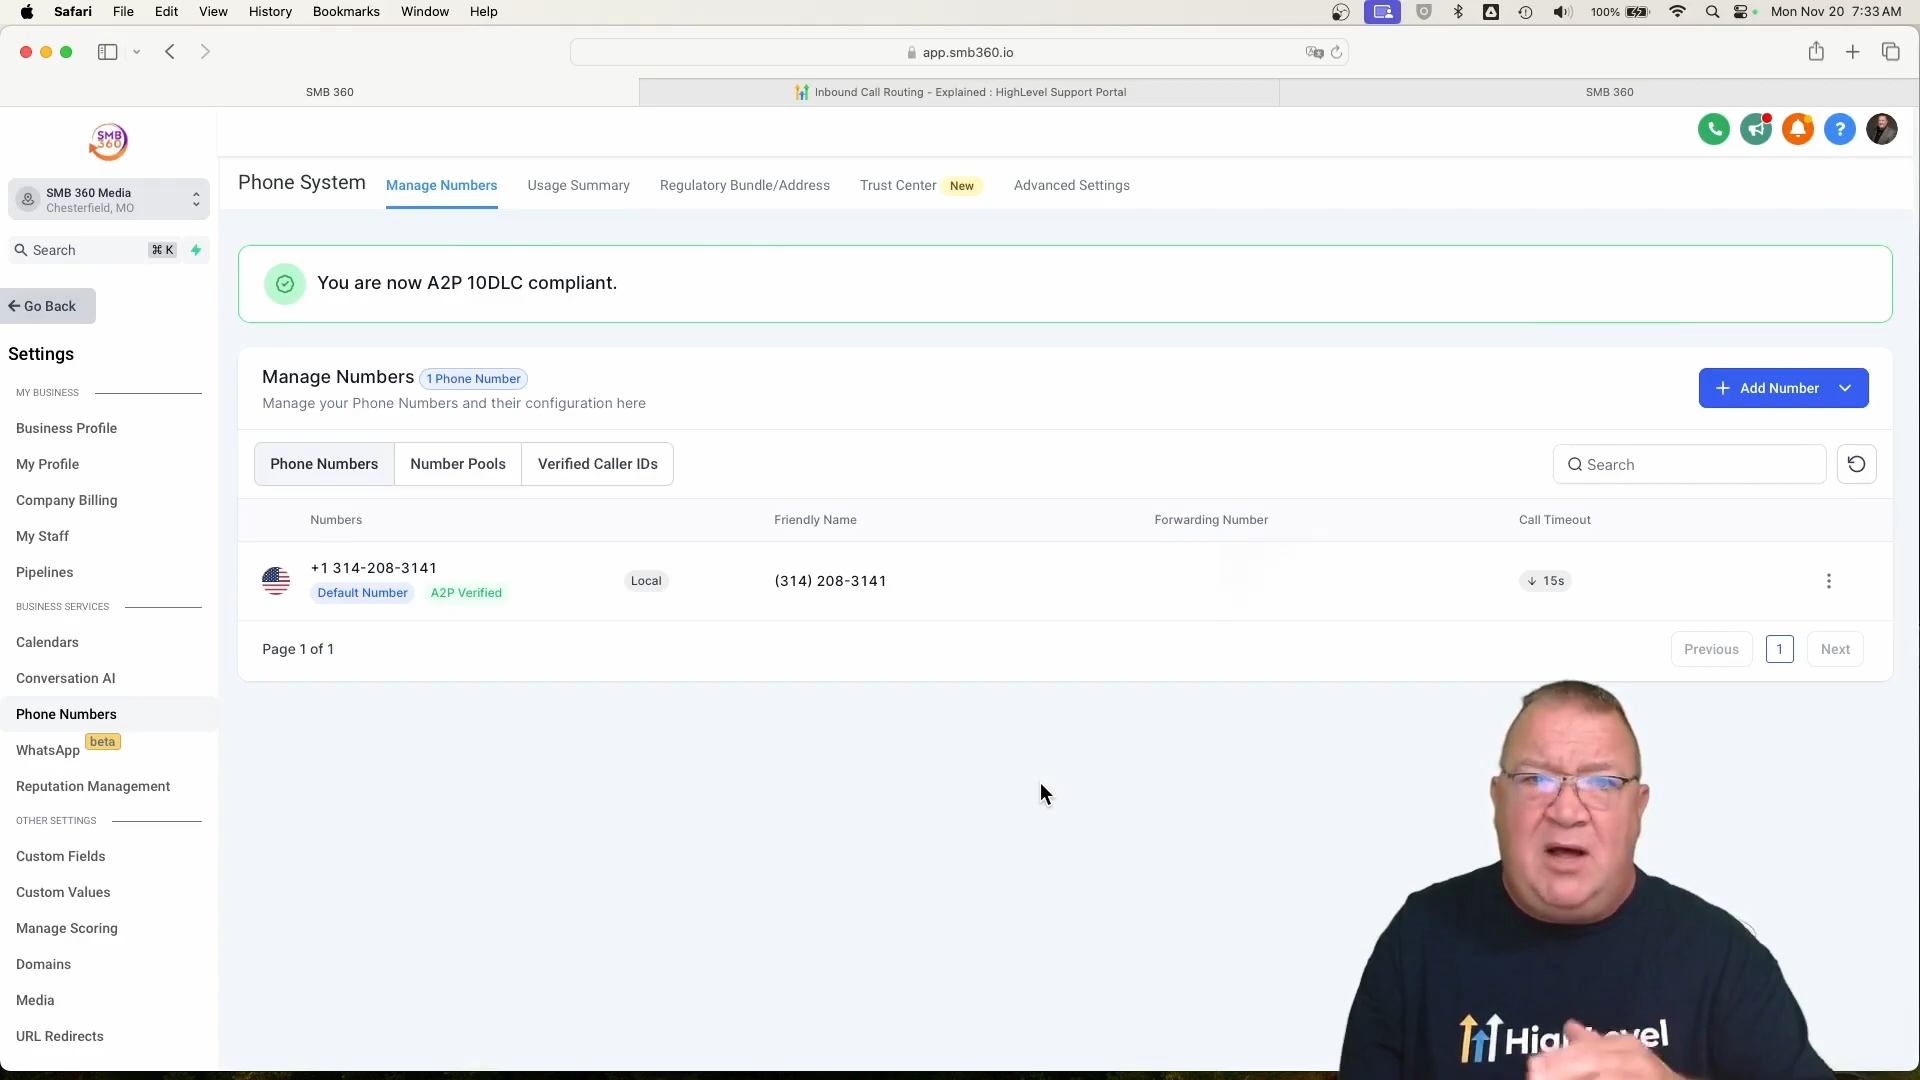 Safari File Edit View History Bookmarks Window Help 100% Mon Nov 20 7:33 AM
app.smb360.io
SMB 360 Inbound Call Routing - Explained : HighLevel Support Portal SMB 360
SMB
360
SMB 360 Media
Chesterfield, MO
Search ⌘ K
Go Back
Settings
MY BUSINESS
Business Profile
My Profile
Company Billing
My Staff
Pipelines
BUSINESS SERVICES
Calendars
Conversation AI
Phone Numbers
WhatsApp beta
Reputation Management
OTHER SETTINGS
Custom Fields
Custom Values
Manage Scoring
Domains
Media
URL Redirects
Phone System Manage Numbers Usage Summary Regulatory Bundle/Address Trust Center New Advanced Settings
You are now A2P 10DLC compliant.
Manage Numbers 1 Phone Number
Manage your Phone Numbers and their configuration here
+ Add Number
Phone Numbers Number Pools Verified Caller IDs Search
Numbers Friendly Name Forwarding Number Call Timeout
+1 314-208-3141
Default Number A2P Verified
Local (314) 208-3141 ↓ 15s
Page 1 of 1 Previous 1 Next